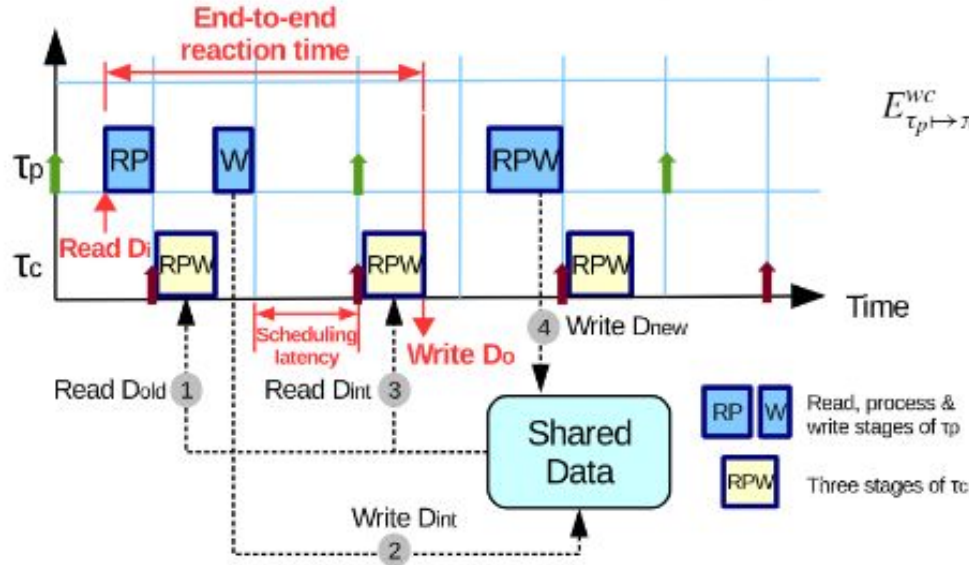 End-to-end
reaction time
E^{wc}_{τp↦
τp
RP
W
RPW
Read Di
τc
RPW
RPW
RPW
Time
Scheduling
latency
Write Do
4 Write Dnew
Read Dold 1
Read Dint 3
Shared
Data
RP W Read, process &
write stages of τp
RPW Three stages of τc
Write Dint
2